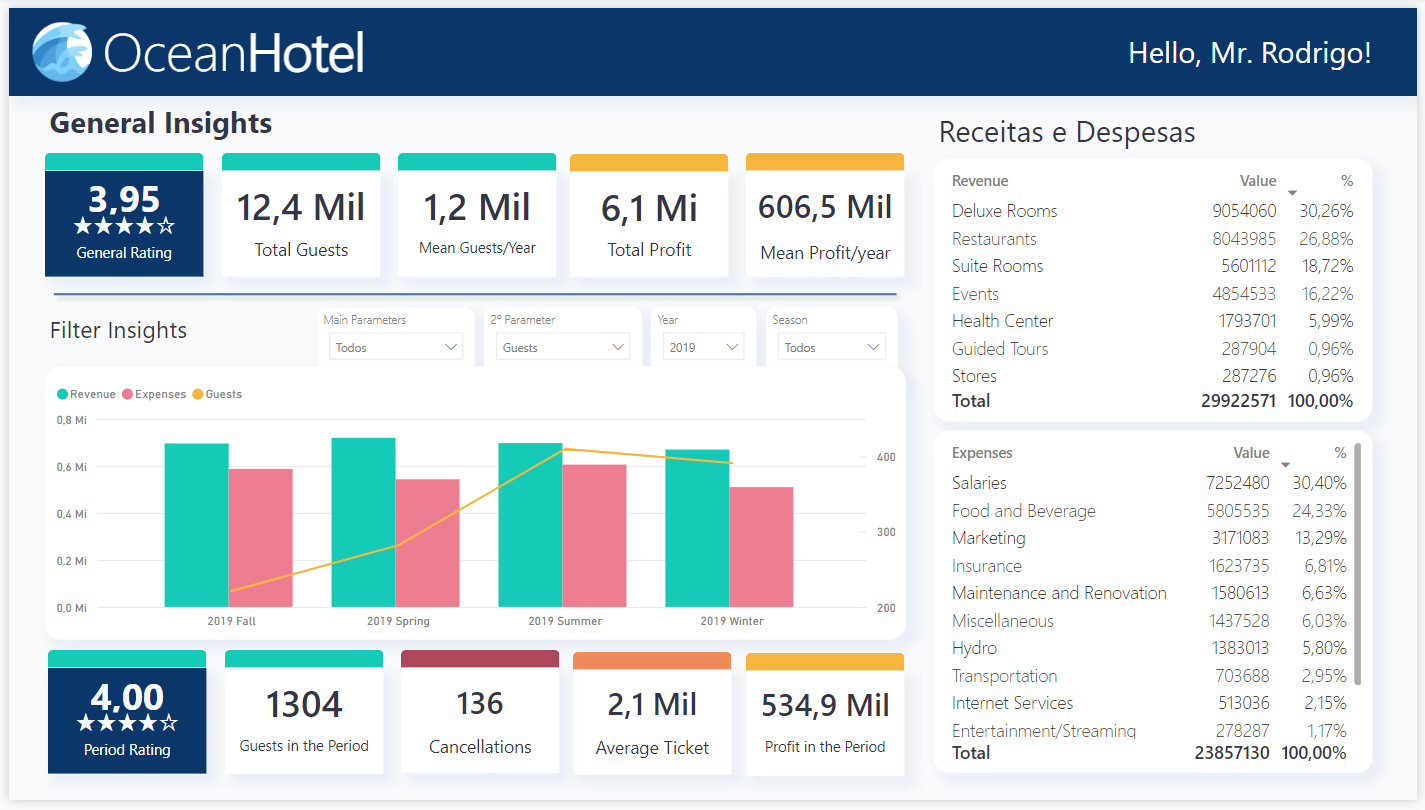 OceanHotel
Hello, Mr. Rodrigo!
General Insights
3,95
★★★★☆
General Rating
12,4 Mil
Total Guests
1,2 Mil
Mean Guests/Year
6,1 Mi
Total Profit
606,5 Mil
Mean Profit/year
Filter Insights
Main Parameters
Todos
2º Parameter
Guests
Year
2019
Season
Todos
Revenue Expenses Guests
0,8 Mi
0,6 Mi
0,4 Mi
0,2 Mi
0,0 Mi
400
300
200
2019 Fall 2019 Spring 2019 Summer 2019 Winter
4,00
★★★★☆
Period Rating
1304
Guests in the Period
136
Cancellations
2,1 Mil
Average Ticket
534,9 Mil
Profit in the Period
Receitas e Despesas
Revenue Value %
Deluxe Rooms 9054060 30,26%
Restaurants 8043985 26,88%
Suite Rooms 5601112 18,72%
Events 4854533 16,22%
Health Center 1793701 5,99%
Guided Tours 287904 0,96%
Stores 287276 0,96%
Total 29922571 100,00%
Expenses Value %
Salaries 7252480 30,40%
Food and Beverage 5805535 24,33%
Marketing 3171083 13,29%
Insurance 1623735 6,81%
Maintenance and Renovation 1580613 6,63%
Miscellaneous 1437528 6,03%
Hydro 1383013 5,80%
Transportation 703688 2,95%
Internet Services 513036 2,15%
Entertainment/Streaming 278287 1,17%
Total 23857130 100,00%